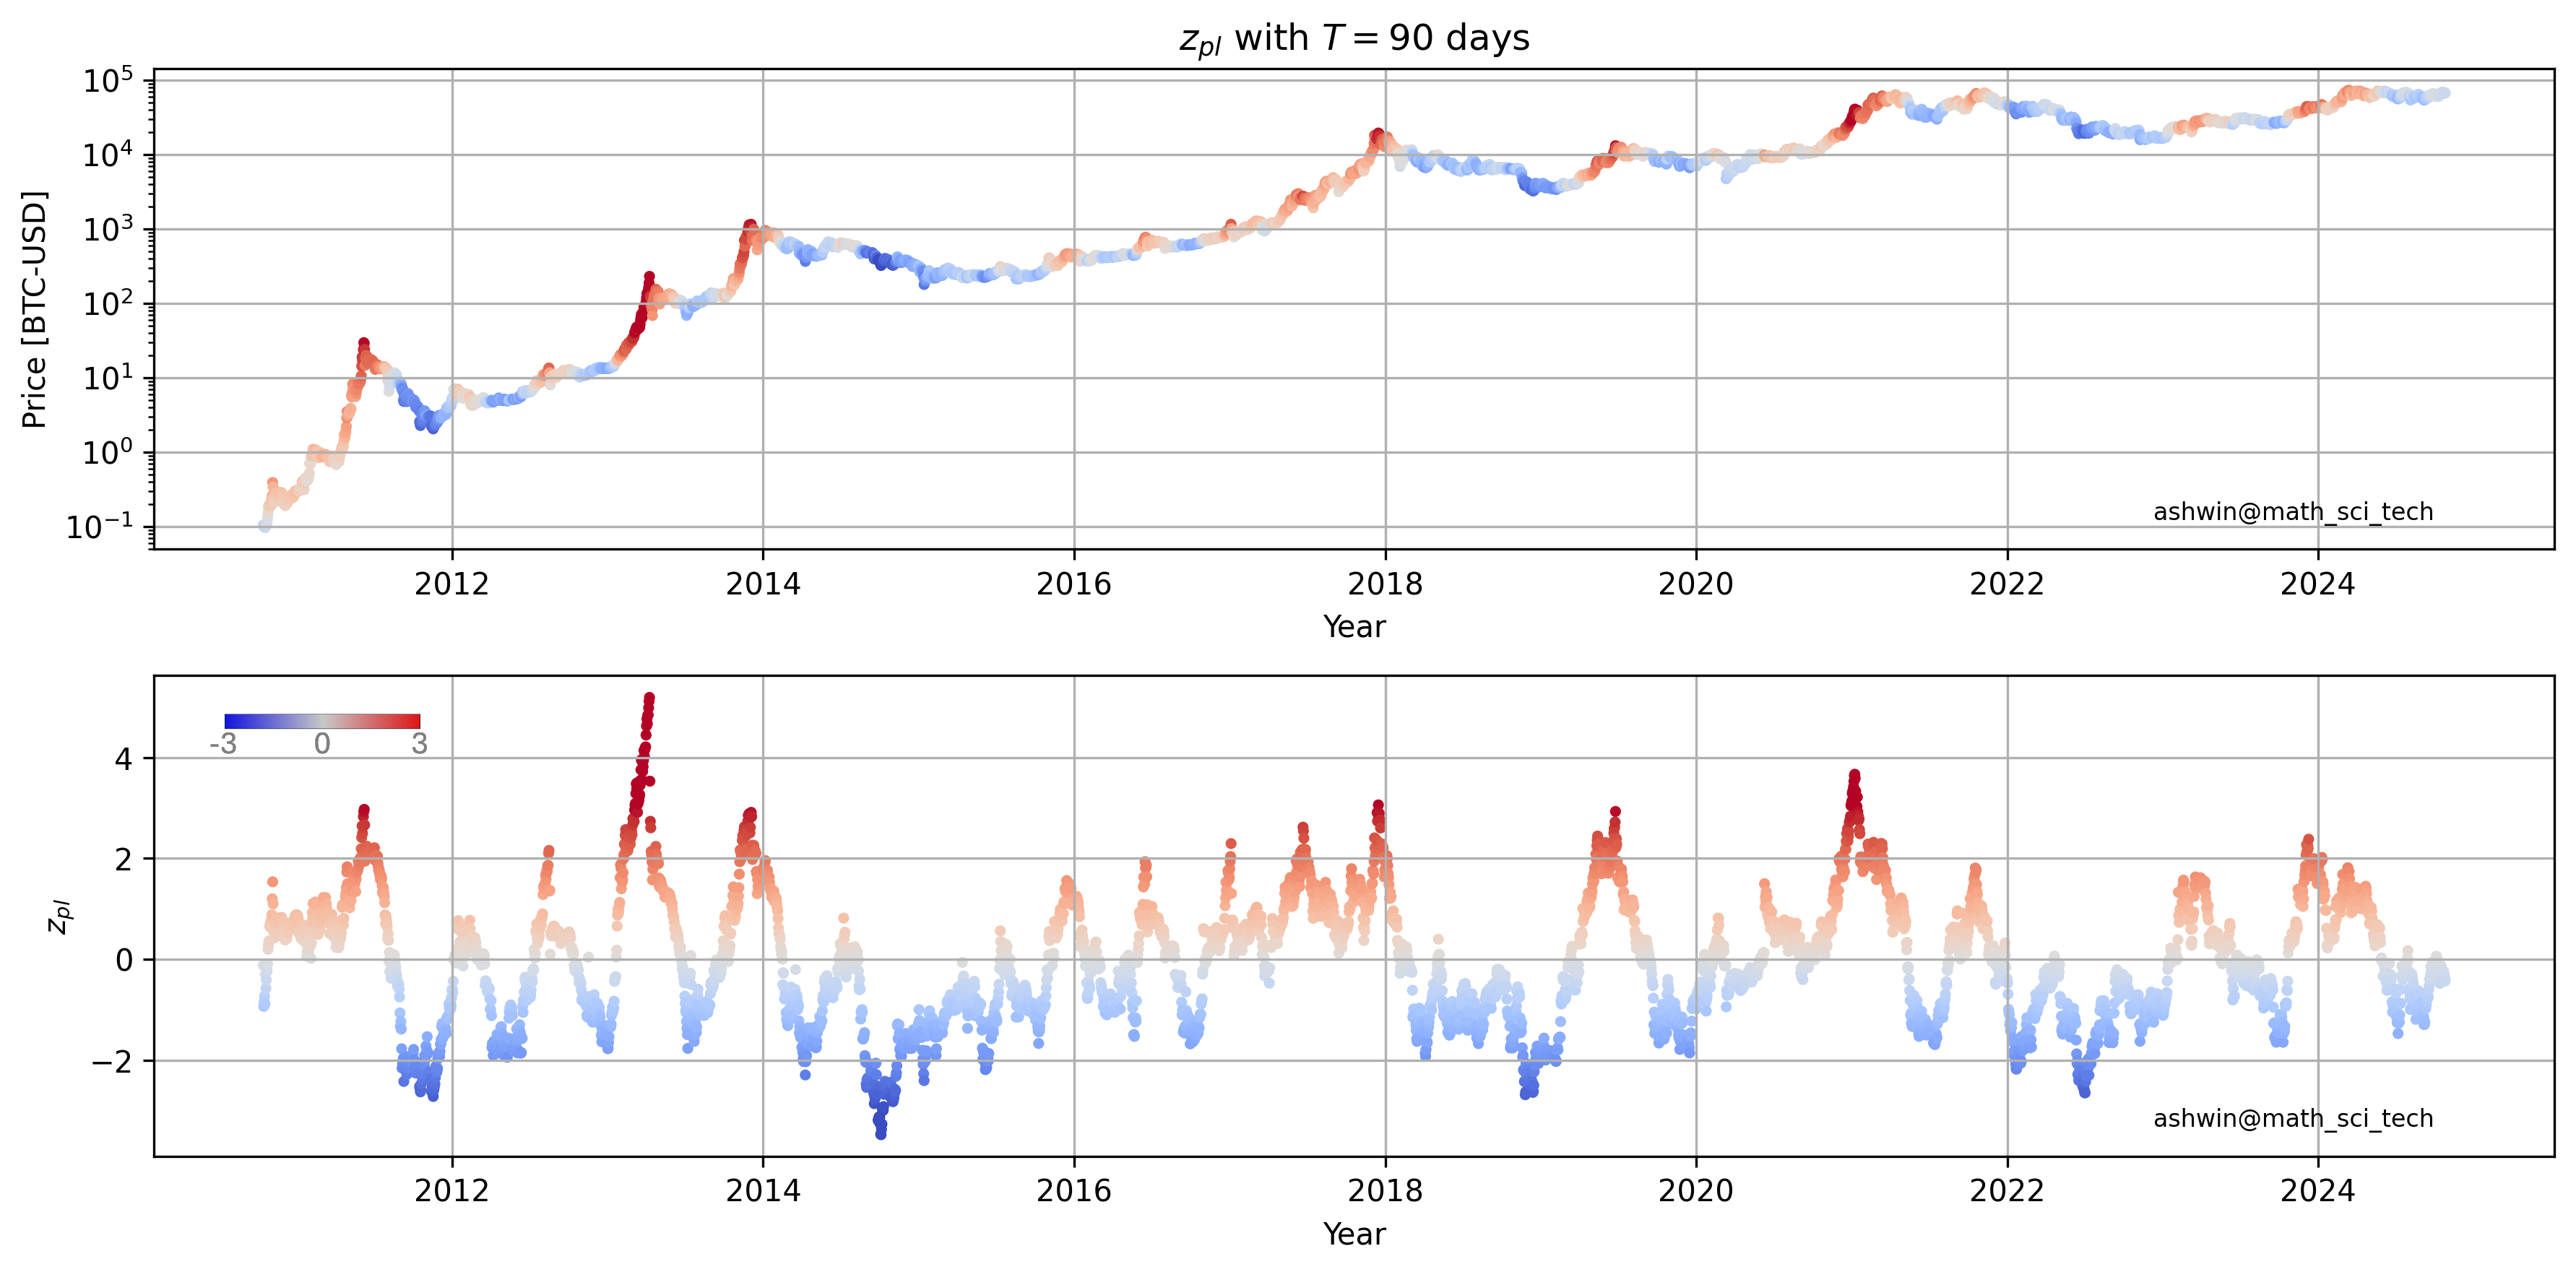 z_pl with T = 90 days
10^5
10^4
10^3
10^2
10^1
10^0
10^−1
Price [BTC-USD]
ashwin@math_sci_tech
2012 2014 2016 2018 2020 2022 2024
Year
-3 0 3
4
2
0
−2
z_pl
ashwin@math_sci_tech
2012 2014 2016 2018 2020 2022 2024
Year